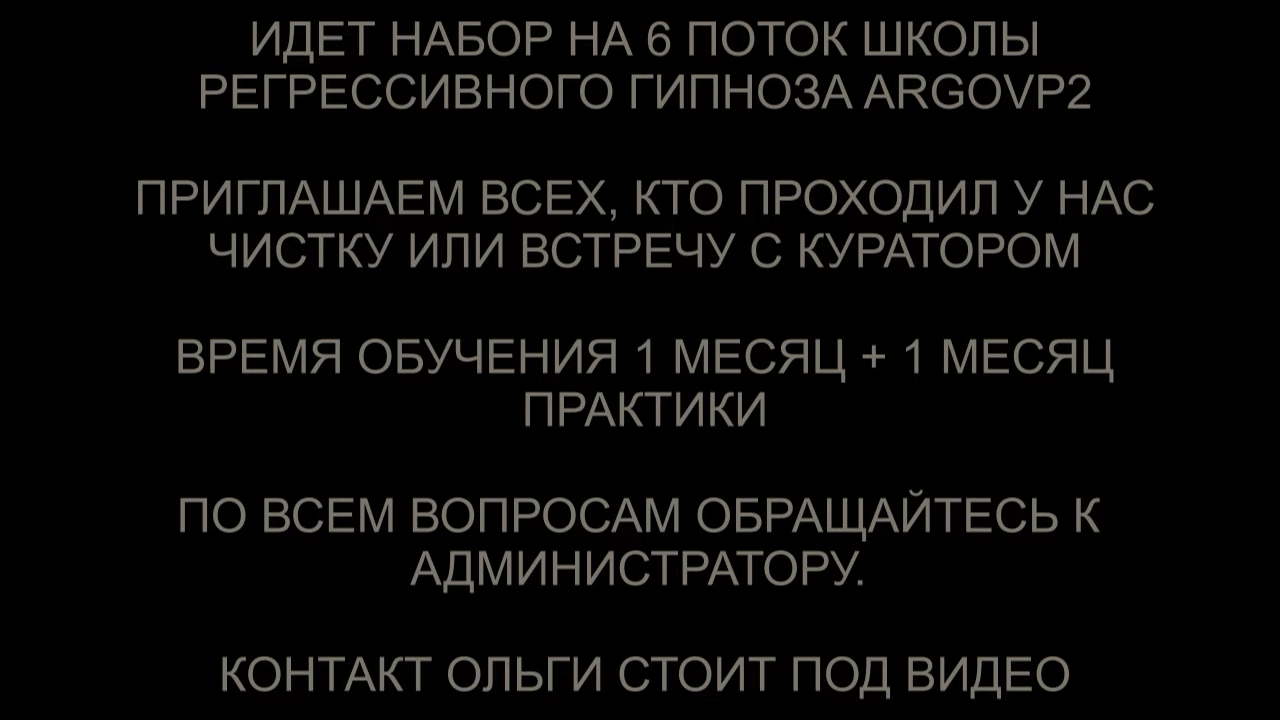 ИДЕТ НАБОР НА 6 ПОТОК ШКОЛЫ
РЕГРЕССИВНОГО ГИПНОЗА ARGOVP2
ПРИГЛАШАЕМ ВСЕХ, КТО ПРОХОДИЛ У НАС
ЧИСТКУ ИЛИ ВСТРЕЧУ С КУРАТОРОМ
ВРЕМЯ ОБУЧЕНИЯ 1 МЕСЯЦ + 1 МЕСЯЦ
ПРАКТИКИ
ПО ВСЕМ ВОПРОСАМ ОБРАЩАЙТЕСЬ К
АДМИНИСТРАТОРУ.
КОНТАКТ ОЛЬГИ СТОИТ ПОД ВИДЕО